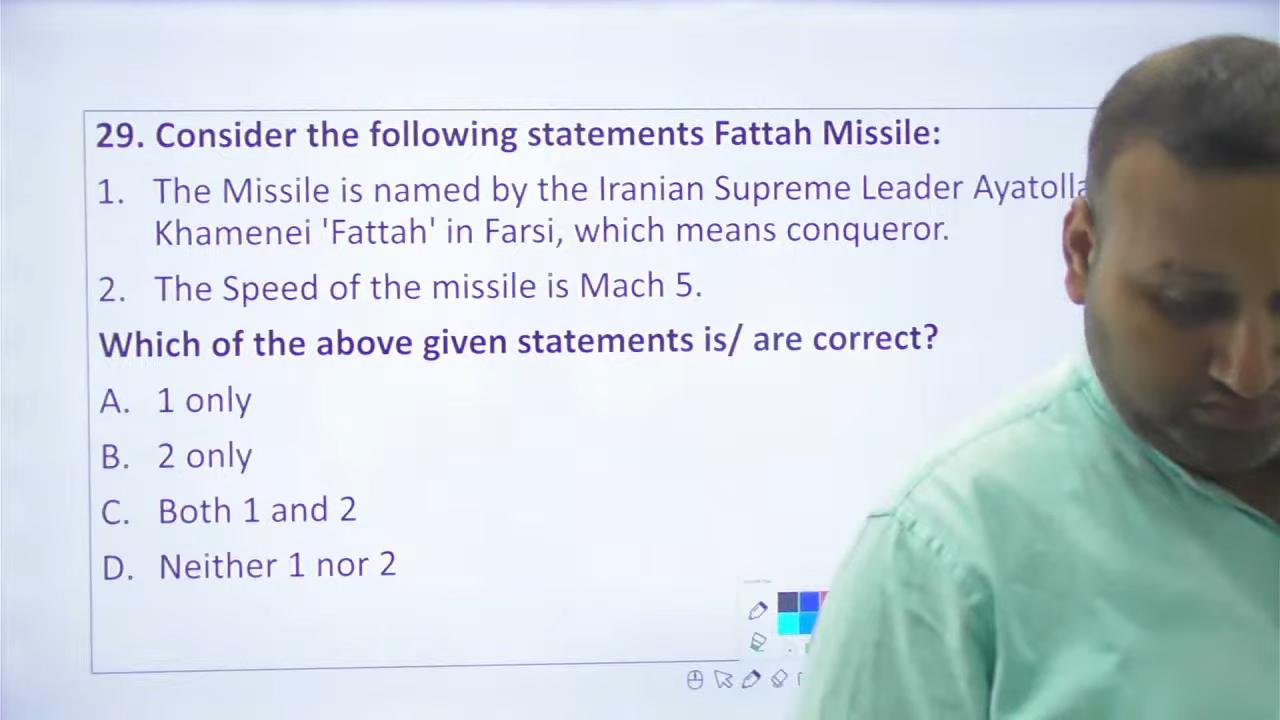 29. Consider the following statements Fattah Missile:
1. The Missile is named by the Iranian Supreme Leader
Khamenei 'Fattah' in Farsi, which means conqueror.
2. The Speed of the missile is Mach 5.
Which of the above given statements is/ are correct?
A. 1 only
B. 2 only
C. Both 1 and 2
D. Neither 1 nor 2